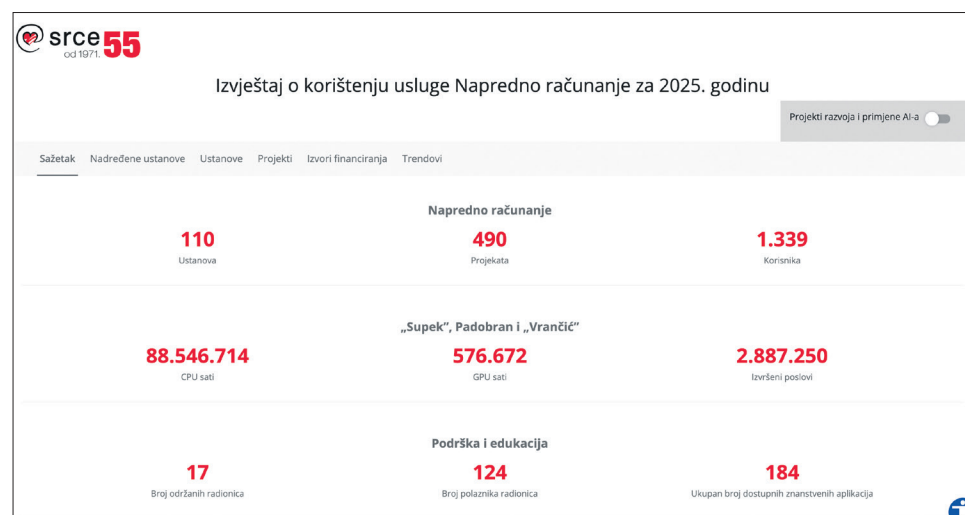 srce 55
od 1971.
Izvještaj o korištenju usluge Napredno računanje za 2025. godinu
Projekti razvoja i primjene AI-a
Sažetak Nadređene ustanove Ustanove Projekti Izvori financiranja Trendovi
Napredno računanje
110 490 1.339
Ustanova Projekata Korisnika
„Supek”, Padobran i „Vrančić”
88.546.714 576.672 2.887.250
CPU sati GPU sati Izvršeni poslovi
Podrška i edukacija
17 124 184
Broj održanih radionica Broj polaznika radionica Ukupan broj dostupnih znanstvenih aplikacija